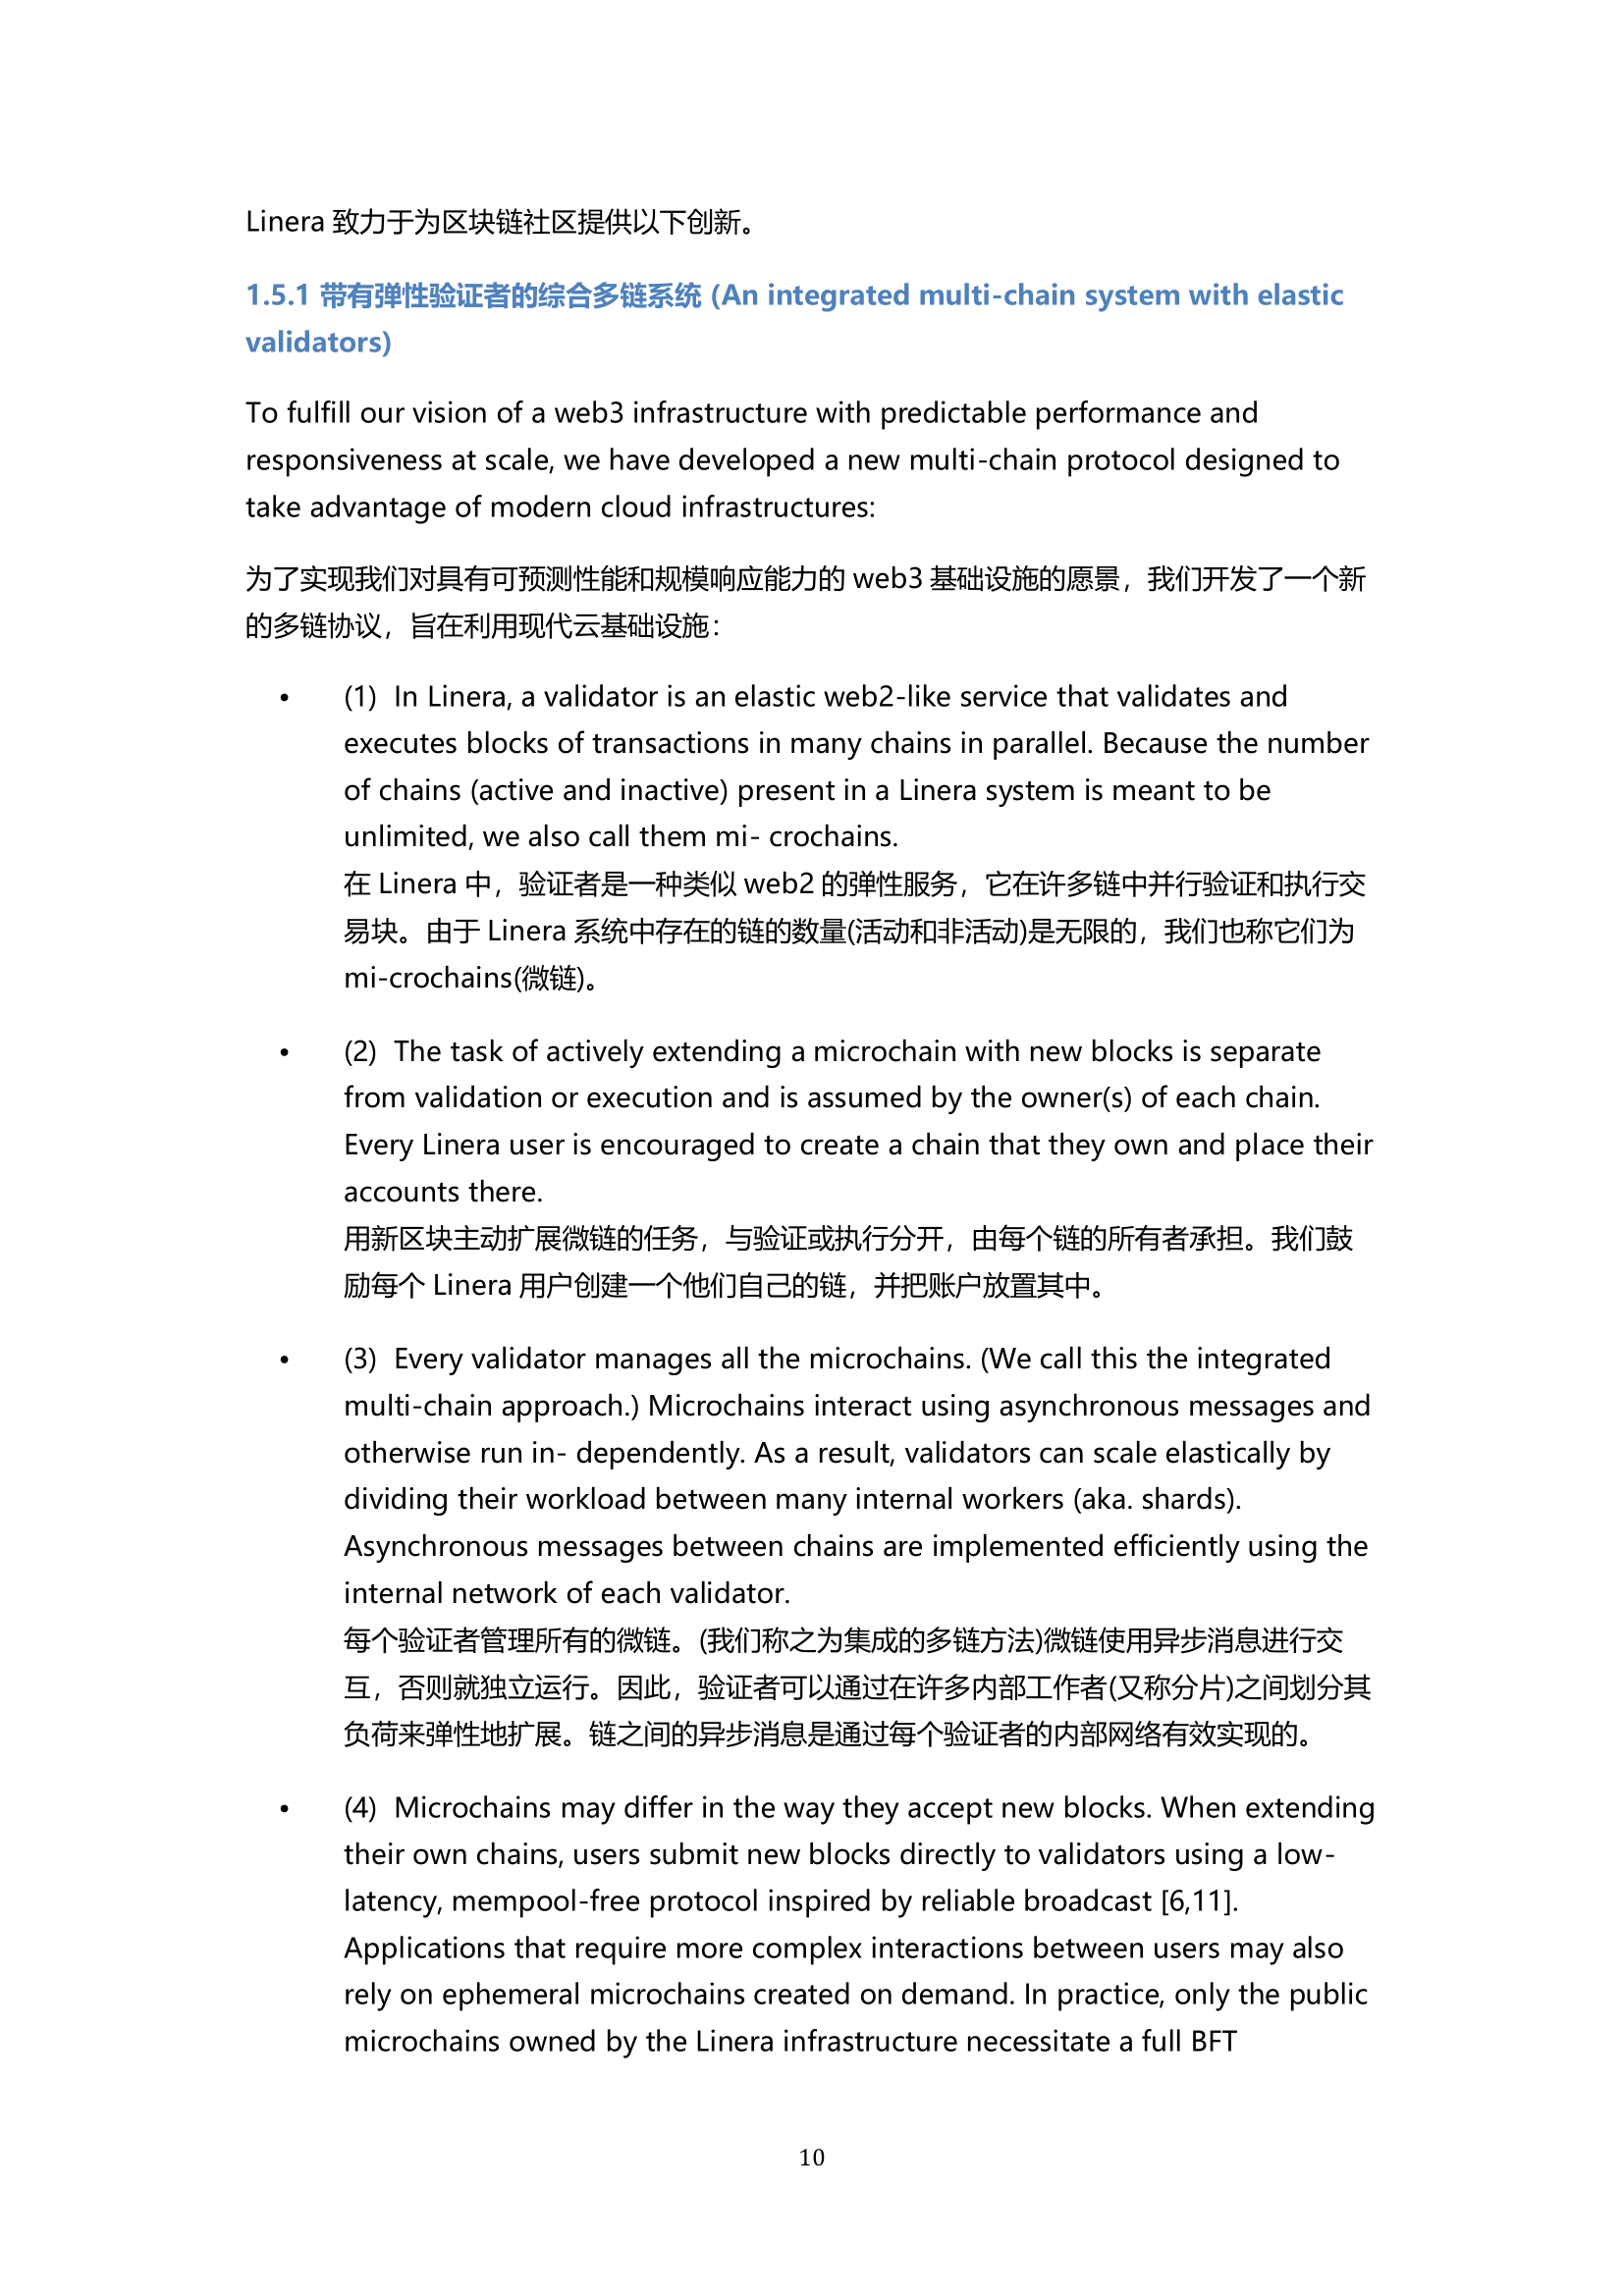 Linera 致力于为区块链社区提供以下创新。
1.5.1 带有弹性验证者的综合多链系统 (An integrated multi-chain system with elastic
validators)
To fulfill our vision of a web3 infrastructure with predictable performance and
responsiveness at scale, we have developed a new multi-chain protocol designed to
take advantage of modern cloud infrastructures:
为了实现我们对具有可预测性能和规模响应能力的 web3 基础设施的愿景，我们开发了一个新
的多链协议，旨在利用现代云基础设施：
• (1) In Linera, a validator is an elastic web2-like service that validates and
executes blocks of transactions in many chains in parallel. Because the number
of chains (active and inactive) present in a Linera system is meant to be
unlimited, we also call them mi- crochains.
在 Linera 中，验证者是一种类似 web2 的弹性服务，它在许多链中并行验证和执行交
易块。由于 Linera 系统中存在的链的数量(活动和非活动)是无限的，我们也称它们为
mi-crochains(微链)。
• (2) The task of actively extending a microchain with new blocks is separate
from validation or execution and is assumed by the owner(s) of each chain.
Every Linera user is encouraged to create a chain that they own and place their
accounts there.
用新区块主动扩展微链的任务，与验证或执行分开，由每个链的所有者承担。我们鼓
励每个 Linera 用户创建一个他们自己的链，并把账户放置其中。
• (3) Every validator manages all the microchains. (We call this the integrated
multi-chain approach.) Microchains interact using asynchronous messages and
otherwise run in- dependently. As a result, validators can scale elastically by
dividing their workload between many internal workers (aka. shards).
Asynchronous messages between chains are implemented efficiently using the
internal network of each validator.
每个验证者管理所有的微链。(我们称之为集成的多链方法)微链使用异步消息进行交
互，否则就独立运行。因此，验证者可以通过在许多内部工作者(又称分片)之间划分其
负荷来弹性地扩展。链之间的异步消息是通过每个验证者的内部网络有效实现的。
• (4) Microchains may differ in the way they accept new blocks. When extending
their own chains, users submit new blocks directly to validators using a low-
latency, mempool-free protocol inspired by reliable broadcast [6,11].
Applications that require more complex interactions between users may also
rely on ephemeral microchains created on demand. In practice, only the public
microchains owned by the Linera infrastructure necessitate a full BFT
10